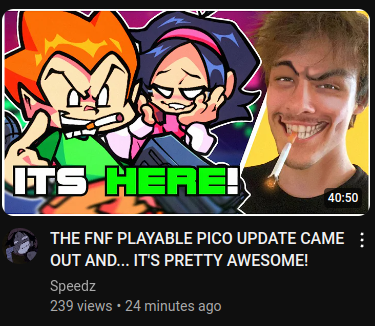 ITS HERE!
40:50
THE FNF PLAYABLE PICO UPDATE CAME
OUT AND... IT'S PRETTY AWESOME!
Speedz
239 views • 24 minutes ago